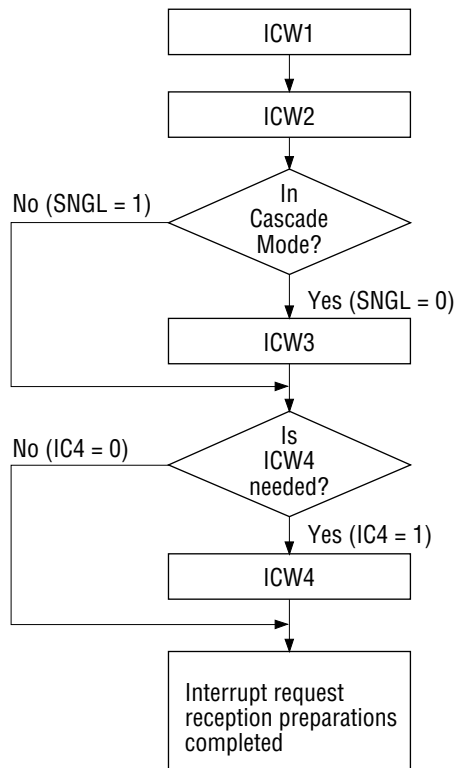 ICW1
ICW2
In
Cascade
Mode?
No (SNGL = 1)
Yes (SNGL = 0)
ICW3
Is
ICW4
needed?
No (IC4 = 0)
Yes (IC4 = 1)
ICW4
Interrupt request
reception preparations
completed